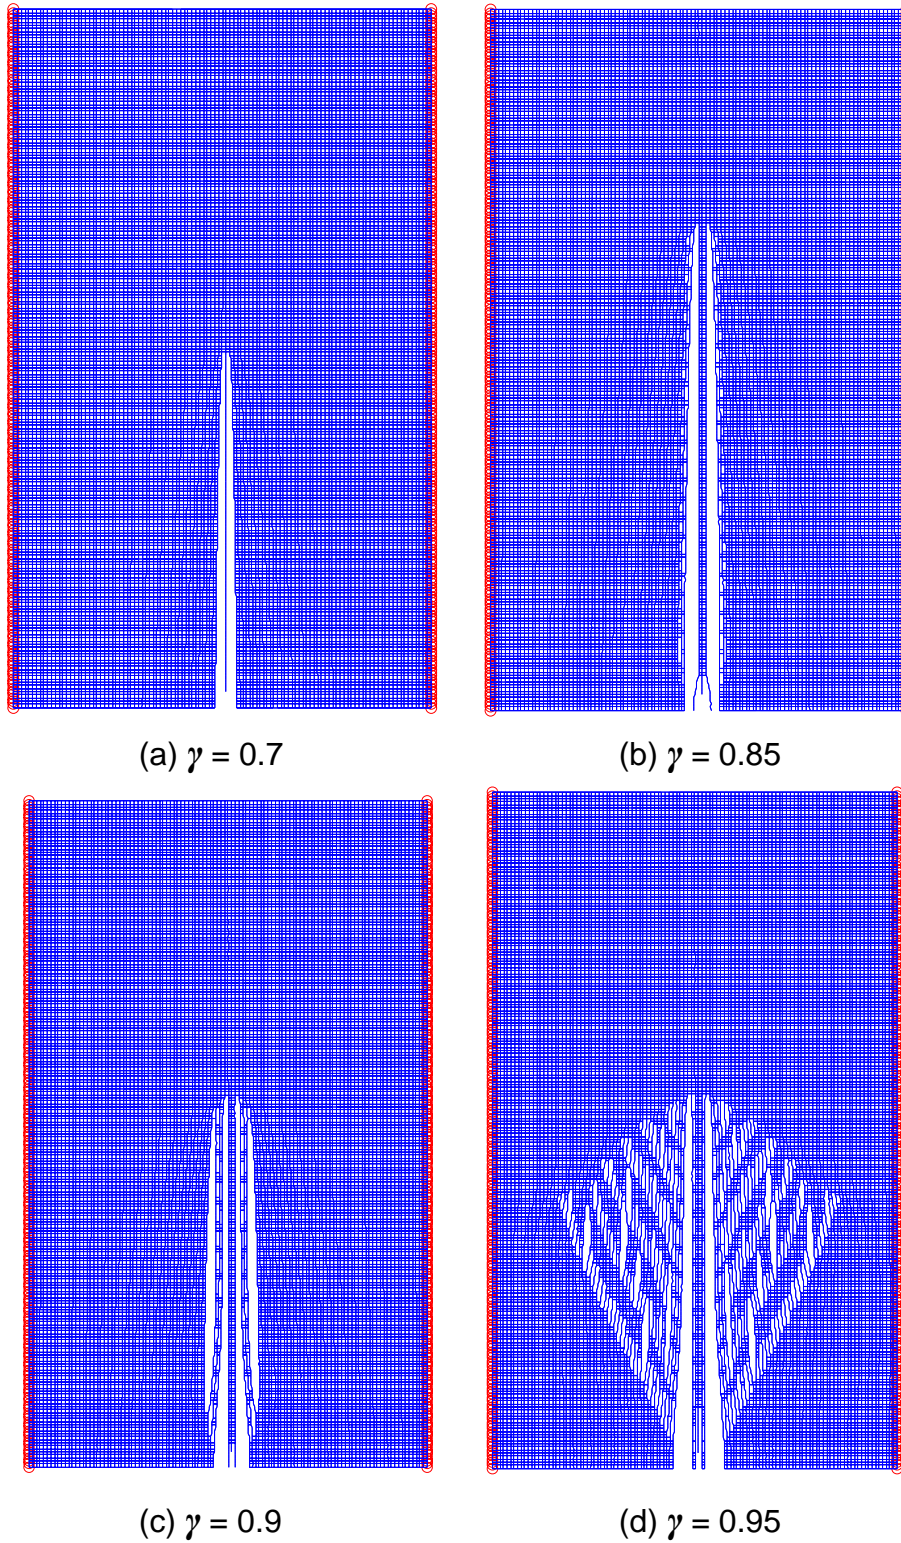 (a) γ = 0.7
(b) γ = 0.85
(c) γ = 0.9
(d) γ = 0.95